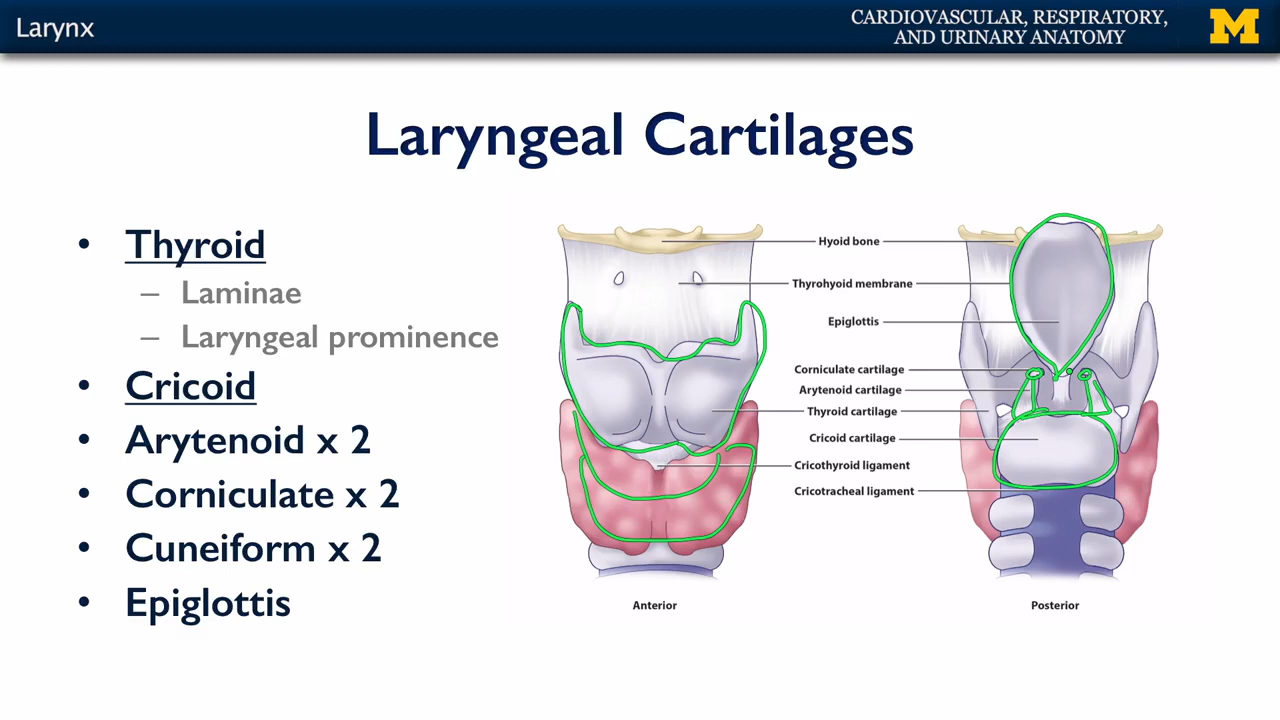 Larynx
CARDIOVASCULAR, RESPIRATORY,
AND URINARY ANATOMY
M
Laryngeal Cartilages
• Thyroid
– Laminae
– Laryngeal prominence
• Cricoid
• Arytenoid x 2
• Corniculate x 2
• Cuneiform x 2
• Epiglottis
Hyoid bone
Thyrohyoid membrane
Epiglottis
Corniculate cartilage
Arytenoid cartilage
Thyroid cartilage
Cricoid cartilage
Cricothyroid ligament
Cricotracheal ligament
Anterior
Posterior